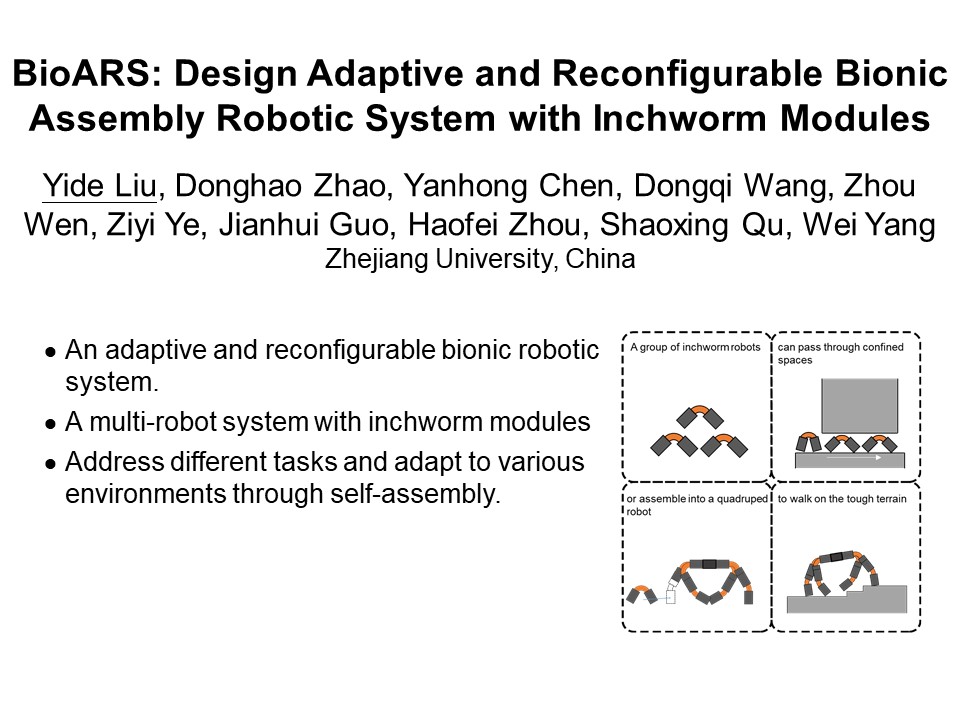 BioARS: Design Adaptive and Reconfigurable Bionic
Assembly Robotic System with Inchworm Modules
Yide Liu, Donghao Zhao, Yanhong Chen, Dongqi Wang, Zhou
Wen, Ziyi Ye, Jianhui Guo, Haofei Zhou, Shaoxing Qu, Wei Yang
Zhejiang University, China
● An adaptive and reconfigurable bionic robotic
system.
● A multi-robot system with inchworm modules
● Address different tasks and adapt to various
environments through self-assembly.
A group of inchworm robots
can pass through confined
spaces
or assemble into a quadruped
robot
to walk on the tough terrain